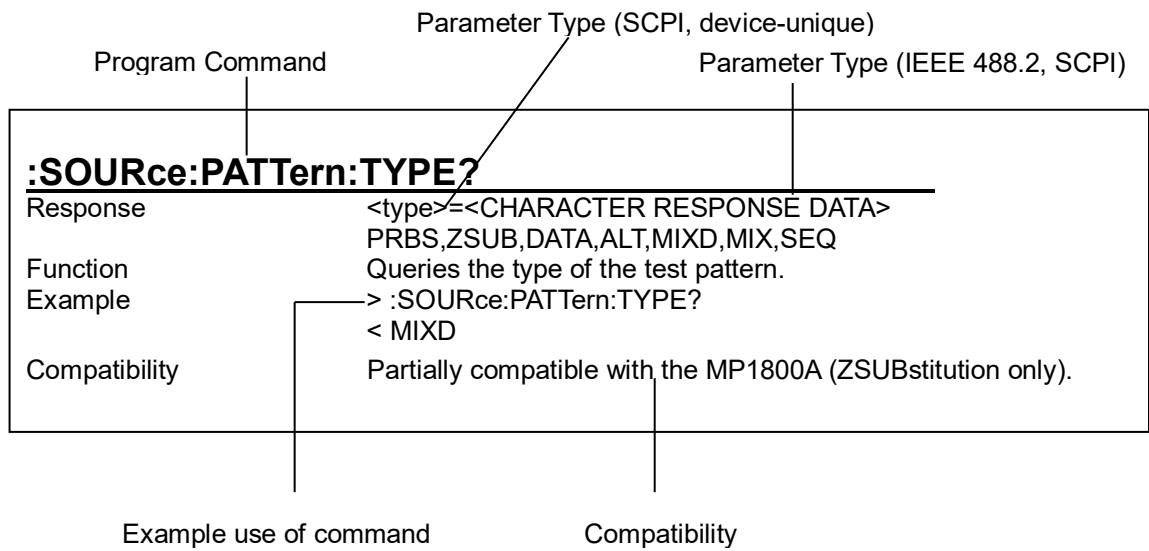 Parameter Type (SCPI, device-unique)
Program Command
Parameter Type (IEEE 488.2, SCPI)
:SOURce:PATTern:TYPE?
Response <type>=<CHARACTER RESPONSE DATA>
PRBS,ZSUB,DATA,ALT,MIXD,MIX,SEQ
Function Queries the type of the test pattern.
Example > :SOURce:PATTern:TYPE?
< MIXD
Compatibility Partially compatible with the MP1800A (ZSUBstitution only).
Example use of command Compatibility